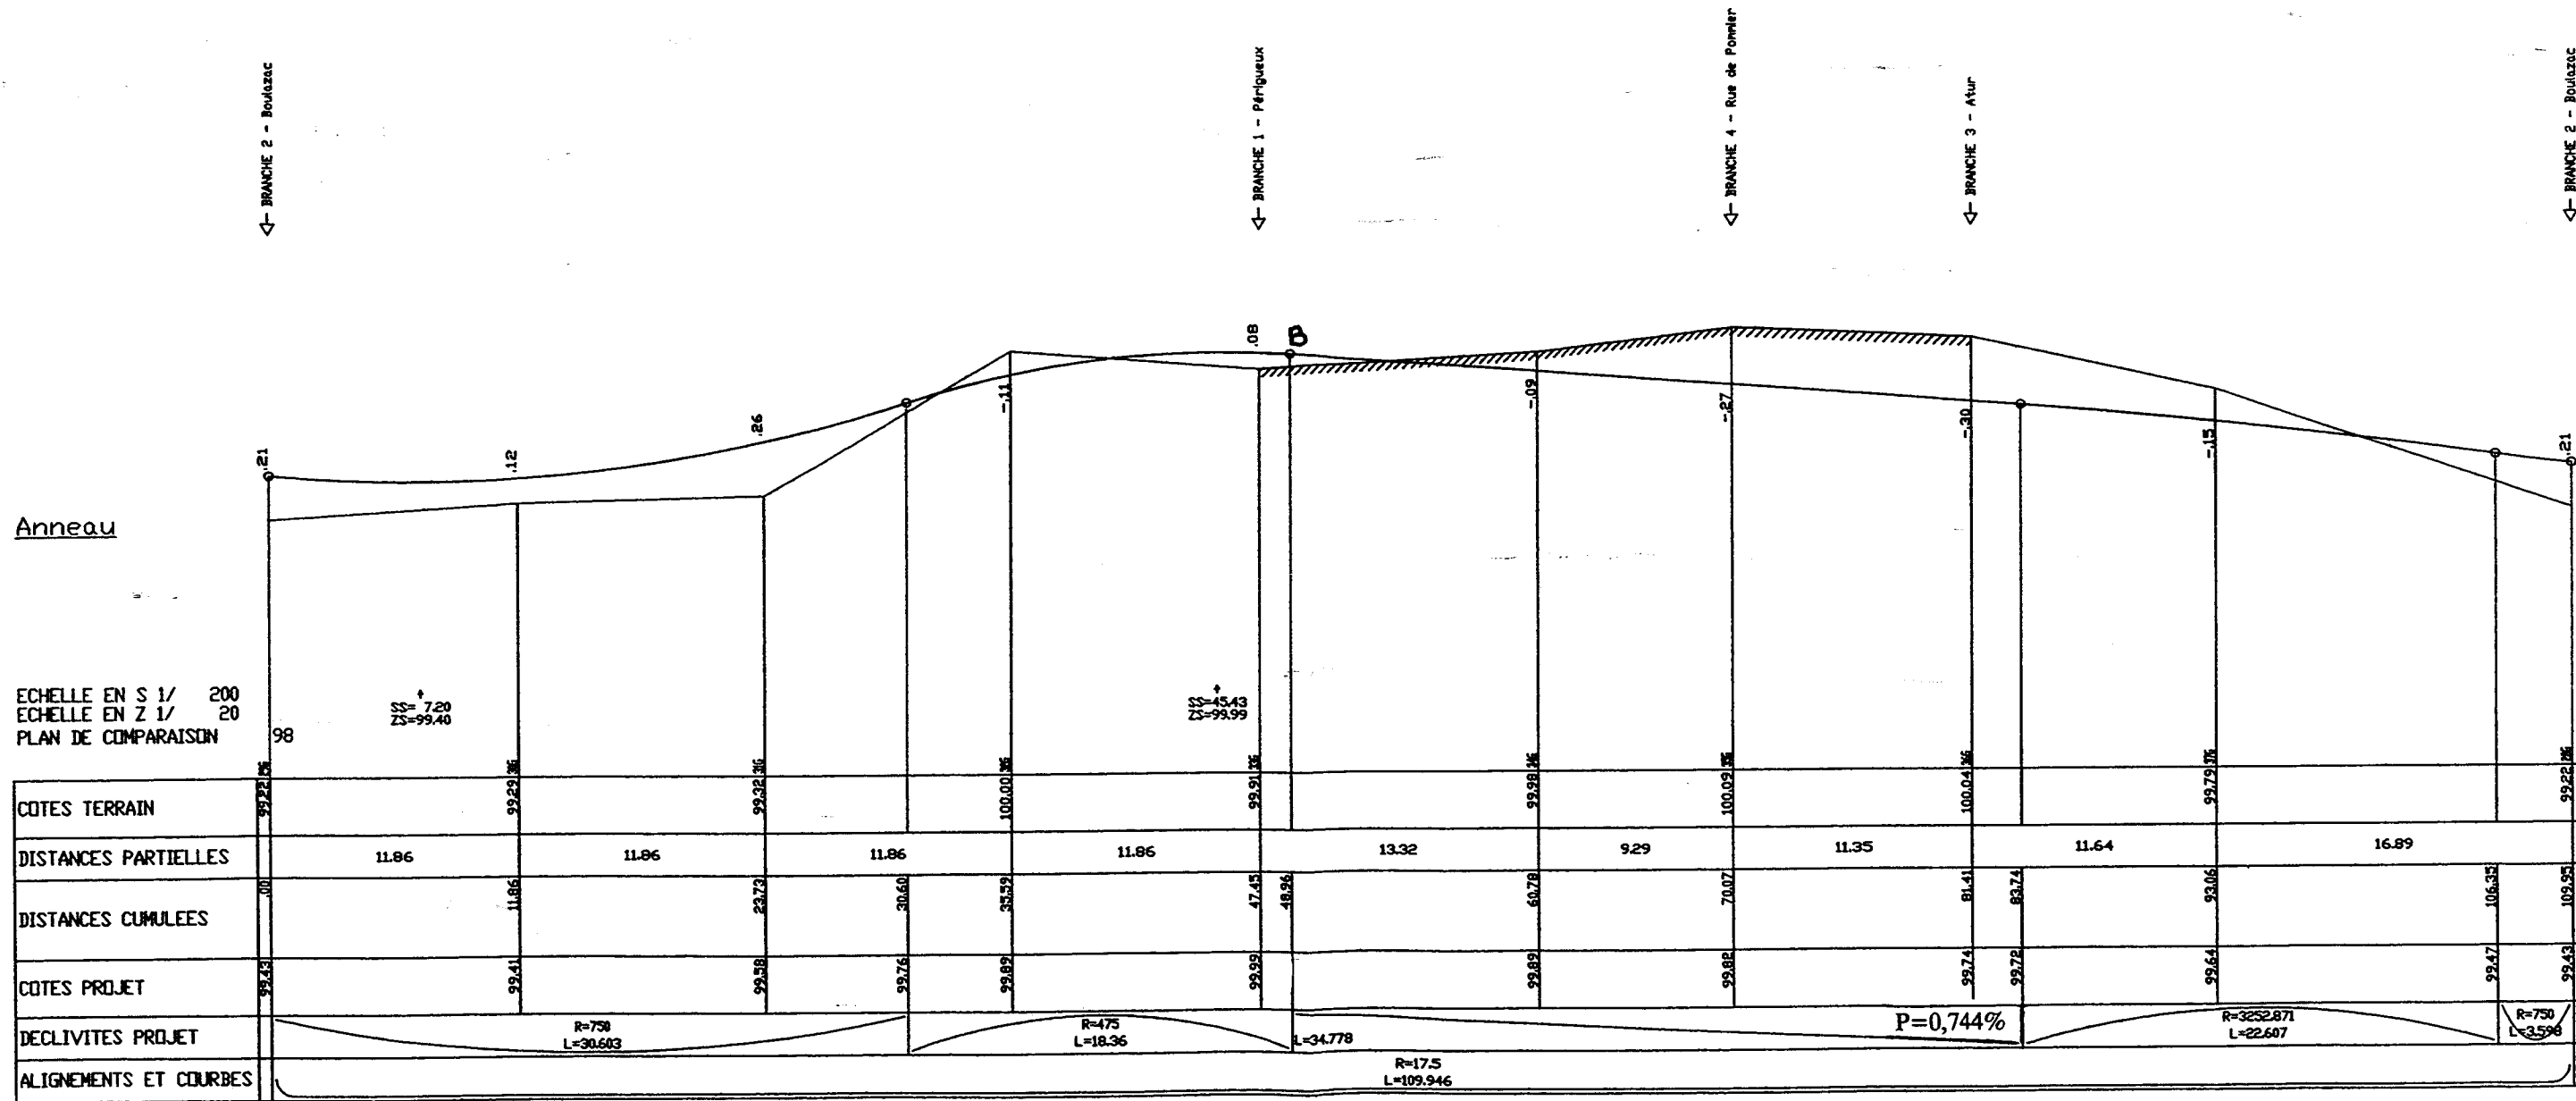 BRANCHE 2 - Boulazac
BRANCHE 1 - Périgueux
BRANCHE 4 - Rue de Pommier
BRANCHE 3 - Atur
BRANCHE 2 - Boulazac
.21
.12
.26
-.11
.08
B
-.09
-.27
-.30
-.15
.21
Anneau
ECHELLE EN S 1/ 200
ECHELLE EN Z 1/ 20
PLAN DE COMPARAISON 98
SS= 7.20
ZS=99.40
SS=45.43
ZS=99.99
COTES TERRAIN 99.22 99.29 99.32 100.00 99.91 99.98 100.09 100.04 99.79 99.22
DISTANCES PARTIELLES 11.86 11.86 11.86 11.86 13.32 9.29 11.35 11.64 16.89
DISTANCES CUMULEES .00 11.86 23.73 30.60 35.59 47.45 48.96 60.78 70.07 81.41 83.74 93.06 106.35 109.95
COTES PROJET 99.43 99.41 99.58 99.76 99.89 99.99 99.89 99.82 99.74 99.72 99.64 99.47 99.43
DECLIVITES PROJET
R=750
L=30.603
R=475
L=18.36
L=34.778
P=0,744%
R=3252.871
L=22.607
R=750
L=3.598
ALIGNEMENTS ET COURBES
R=17.5
L=109.946